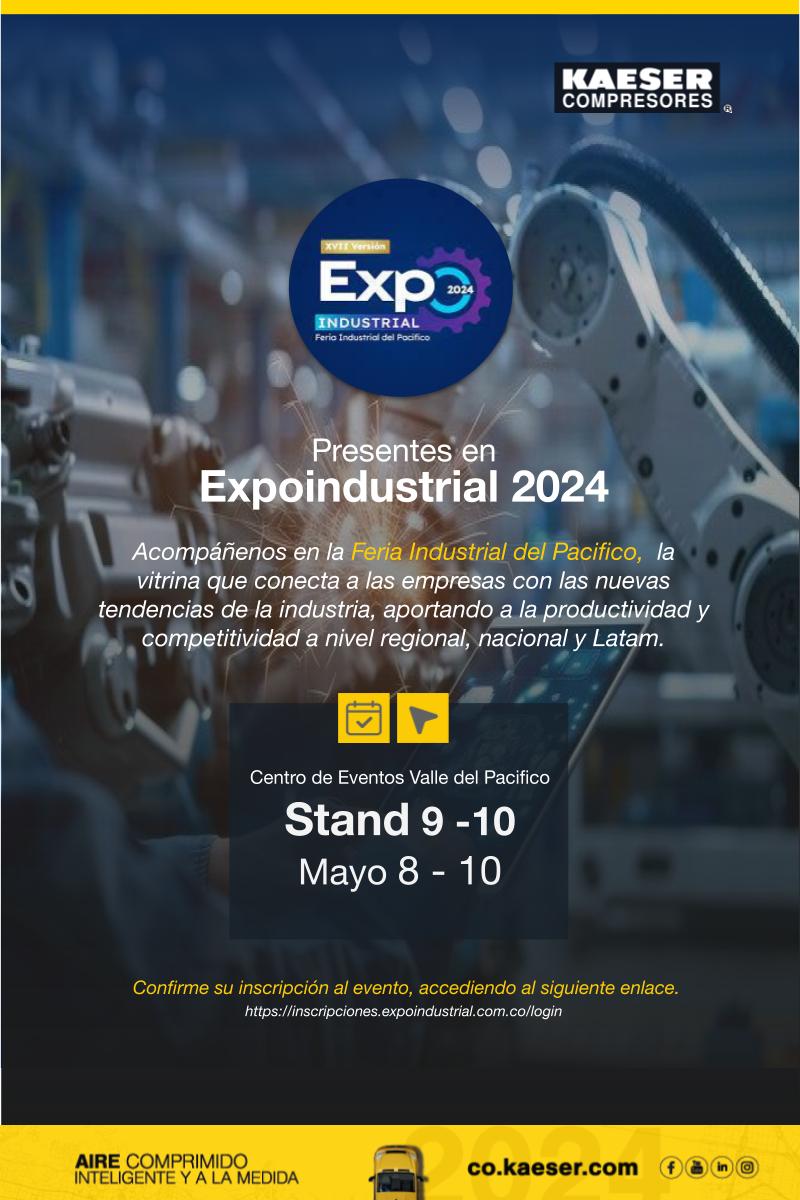 KAESER
COMPRESORES
®
XVII Versión
Expo
2024
INDUSTRIAL
Feria Industrial del Pacifico
Presentes en
Expoindustrial 2024
Acompáñenos en la Feria Industrial del Pacifico, la
vitrina que conecta a las empresas con las nuevas
tendencias de la industria, aportando a la productividad y
competitividad a nivel regional, nacional y Latam.
Centro de Eventos Valle del Pacifico
Stand 9 -10
Mayo 8 - 10
Confirme su inscripción al evento, accediendo al siguiente enlace.
https://inscripciones.expoindustrial.com.co/login
2024
AIRE COMPRIMIDO
INTELIGENTE Y A LA MEDIDA
co.kaeser.com